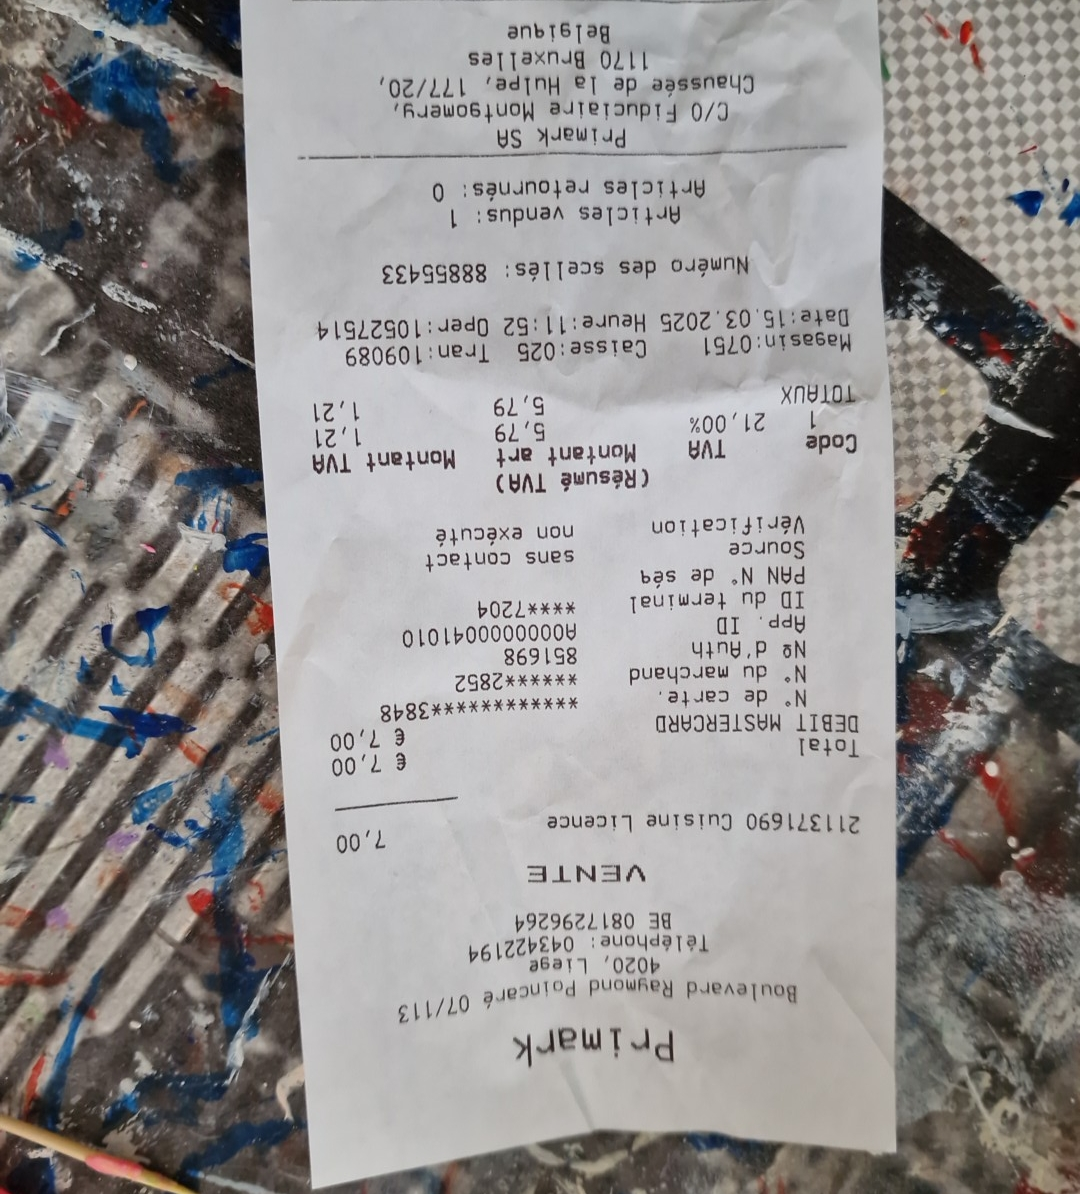 Primark
Boulevard Raymond Poincaré 07/113
4020, Liege
Téléphone: 043422194
BE 0817296264
VENTE
211371690 Cuisine Licence 7,00
Total € 7,00
DEBIT MASTERCARD € 7,00
N° de carte. **************3848
N° du marchand *******2852
Nº d'Auth 851698
App. ID A0000000041010
ID du terminal ****7204
PAN N° de séq
Source sans contact
Vérification non exécuté
(Résumé TVA)
Code TVA Montant art Montant TVA
1 21,00% 5,79 1,21
TOTAUX 5,79 1,21
Magasin:0751 Caisse:025 Tran:109089
Date:15.03.2025 Heure:11:52 Oper:10527514
Numéro des scellés: 88855433
Articles vendus: 1
Articles retournés: 0
Primark SA
C/O Fiduciaire Montgomery,
Chaussée de la Hulpe, 177/20,
1170 Bruxelles
Belgique